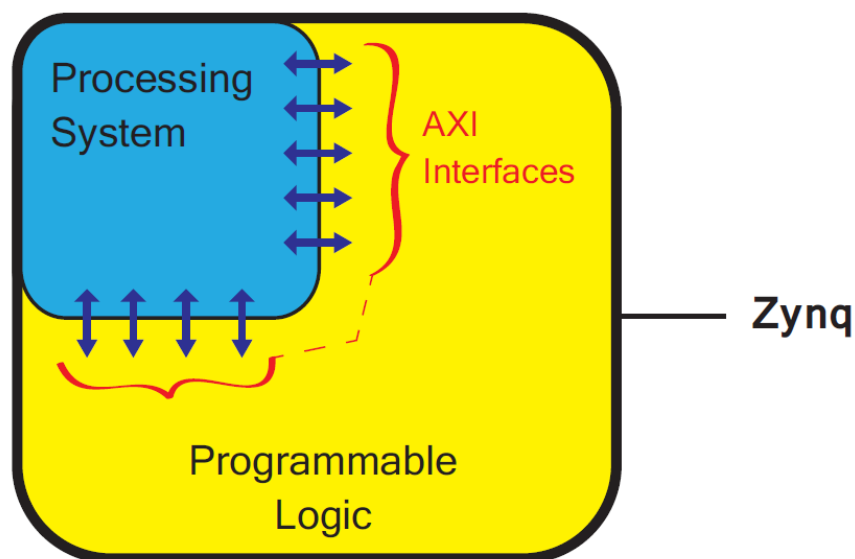 Processing
System
AXI
Interfaces
Zynq
Programmable
Logic